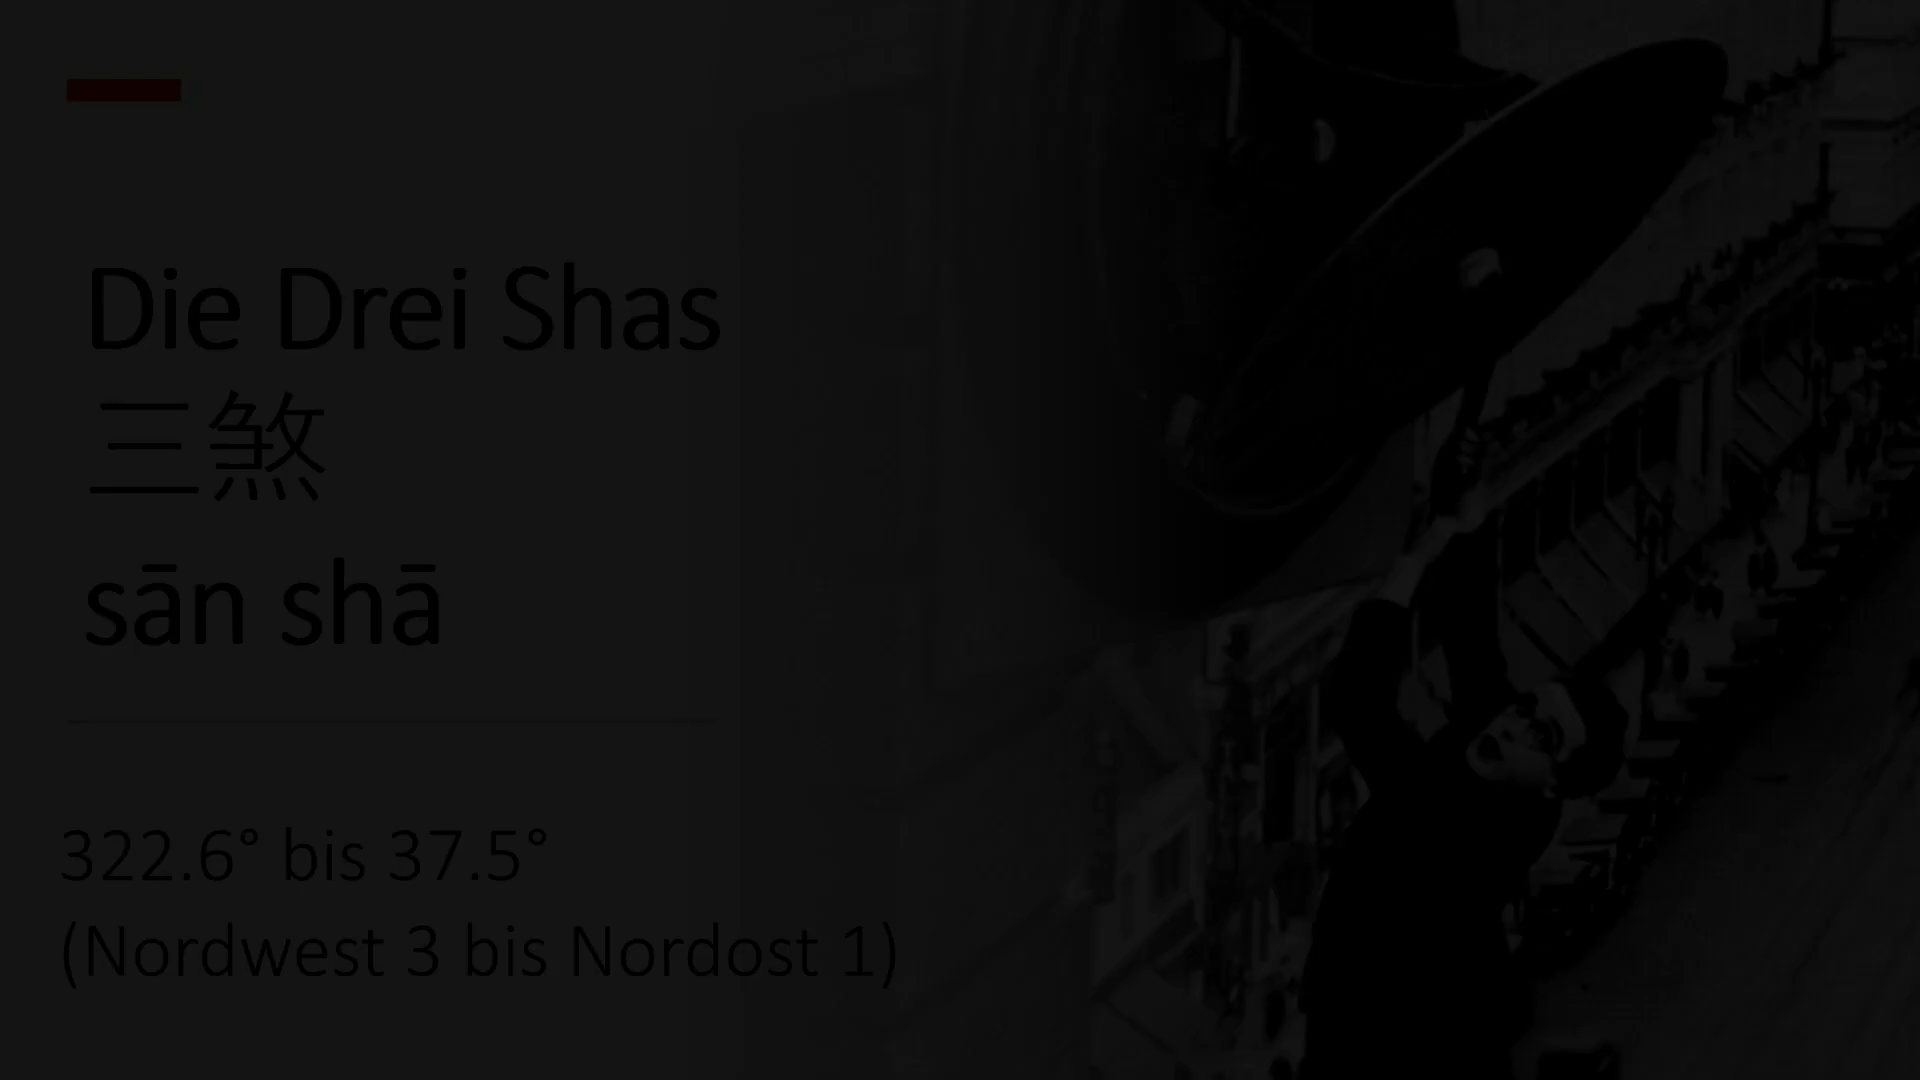 Die Drei Shas
三煞
sān shā
322.6° bis 37.5°
(Nordwest 3 bis Nordost 1)